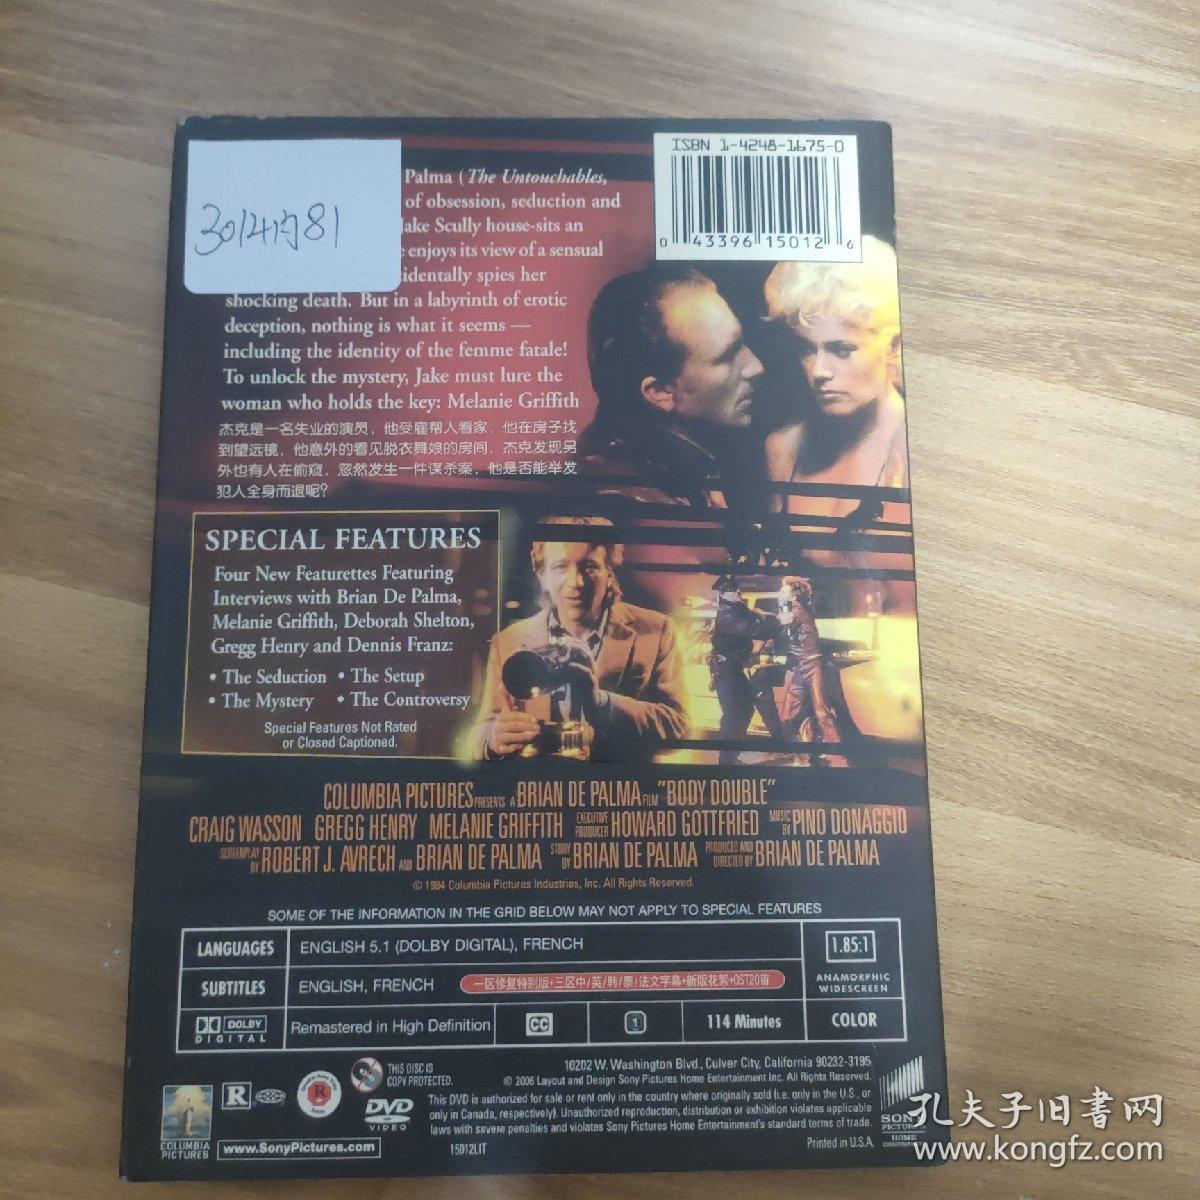 3014内81
ISBN 1-4248-1675-0
0 43396 15012 6
Palma (The Untouchables,
of obsession, seduction and
Jake Scully house-sits an
enjoys its view of a sensual
cidentally spies her
shocking death. But in a labyrinth of erotic
deception, nothing is what it seems —
including the identity of the femme fatale!
To unlock the mystery, Jake must lure the
woman who holds the key: Melanie Griffith
杰克是一名失业的演员，他受雇帮人看家，他在房子找
到望远镜，他意外的看见脱衣舞娘的房间，杰克发现另
外也有人在偷窥，忽然发生一件谋杀案，他是否能举发
犯人全身而退呢?
SPECIAL FEATURES
Four New Featurettes Featuring
Interviews with Brian De Palma,
Melanie Griffith, Deborah Shelton,
Gregg Henry and Dennis Franz:
• The Seduction • The Setup
• The Mystery • The Controversy
Special Features Not Rated
or Closed Captioned.
COLUMBIA PICTURES PRESENTS A BRIAN DE PALMA FILM "BODY DOUBLE"
CRAIG WASSON GREGG HENRY MELANIE GRIFFITH EXECUTIVE PRODUCER HOWARD GOTTFRIED MUSIC BY PINO DONAGGIO
SCREENPLAY BY ROBERT J. AVRECH AND BRIAN DE PALMA STORY BY BRIAN DE PALMA PRODUCED AND DIRECTED BY BRIAN DE PALMA
© 1984 Columbia Pictures Industries, Inc. All Rights Reserved.
SOME OF THE INFORMATION IN THE GRID BELOW MAY NOT APPLY TO SPECIAL FEATURES
LANGUAGES ENGLISH 5.1 (DOLBY DIGITAL), FRENCH
1.85:1
ANAMORPHIC
WIDESCREEN
SUBTITLES ENGLISH, FRENCH 一区修复特别版+三区中/英/韩/泰/法文字幕+新版花絮+OST20首
DOLBY
DIGITAL
Remastered in High Definition CC 1 114 Minutes COLOR
THIS DISC IS
COPY PROTECTED.
10202 W. Washington Blvd., Culver City, California 90232-3195
© 2006 Layout and Design Sony Pictures Home Entertainment Inc. All Rights Reserved.
This DVD is authorized for sale or rent only in the country where originally sold (i.e. only in the U.S. or
only in Canada, respectively). Unauthorized reproduction, distribution or exhibition violates applicable
laws with severe penalties and violates Sony Pictures Home Entertainment's standard terms of trade.
15012LIT
Printed in U.S.A.
COLUMBIA
PICTURES
R
R
DVD
VIDEO
www.SonyPictures.com
SONY
PICTURES
HOME
孔夫子旧書网
www.kongfz.com